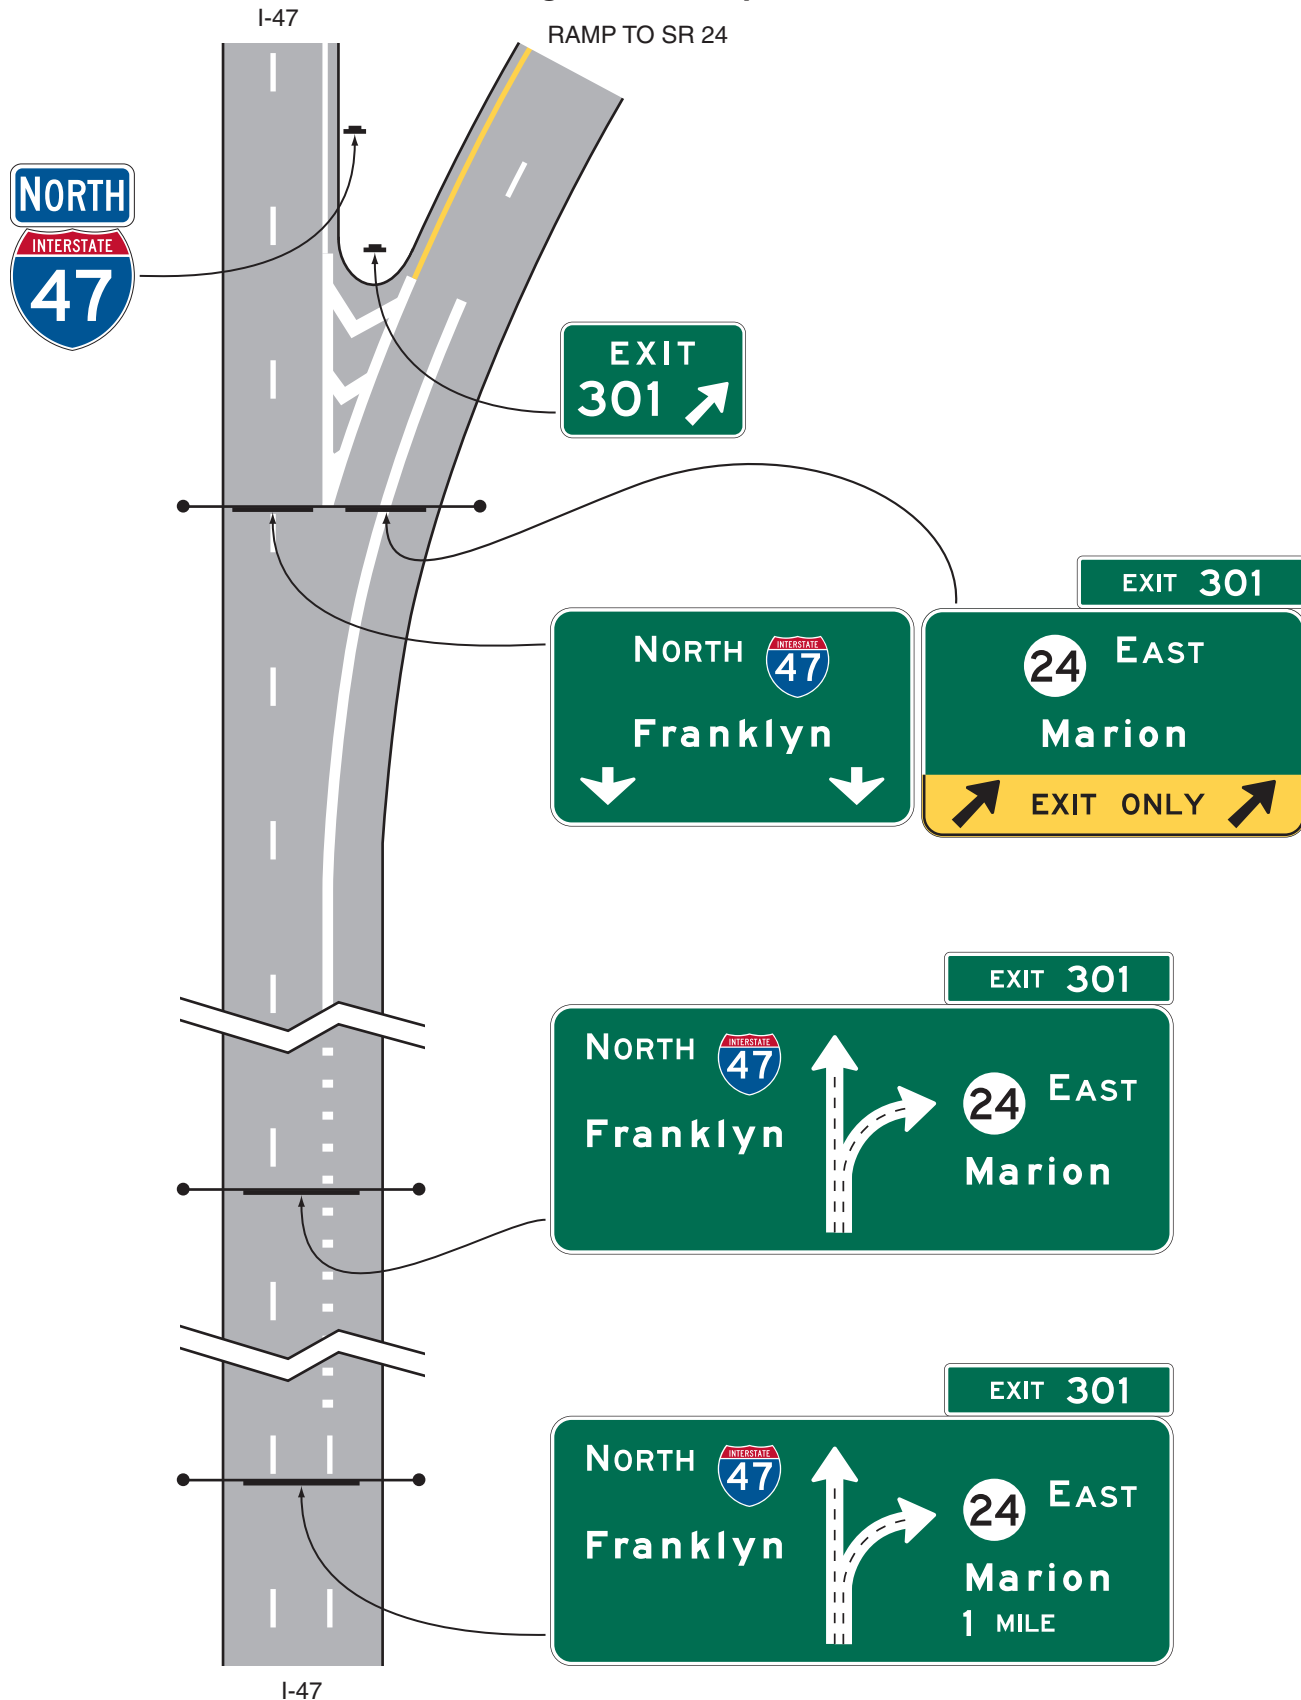 I-47
RAMP TO SR 24
NORTH
INTERSTATE
47
EXIT
301
EXIT 301
NORTH
INTERSTATE
47
Franklyn
24
EAST
Marion
EXIT ONLY
EXIT 301
NORTH
INTERSTATE
47
Franklyn
24
EAST
Marion
EXIT 301
NORTH
INTERSTATE
47
Franklyn
24
EAST
Marion
1 MILE
I-47